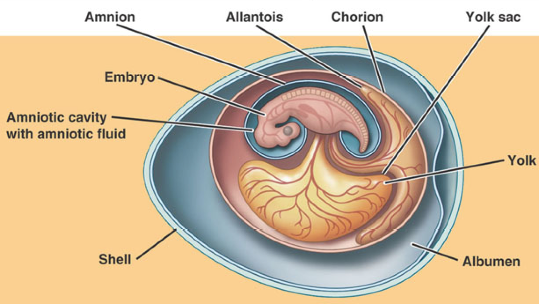 Amnion
Allantois
Chorion
Yolk sac
Embryo
Amniotic cavity
with amniotic fluid
Yolk
Shell
Albumen